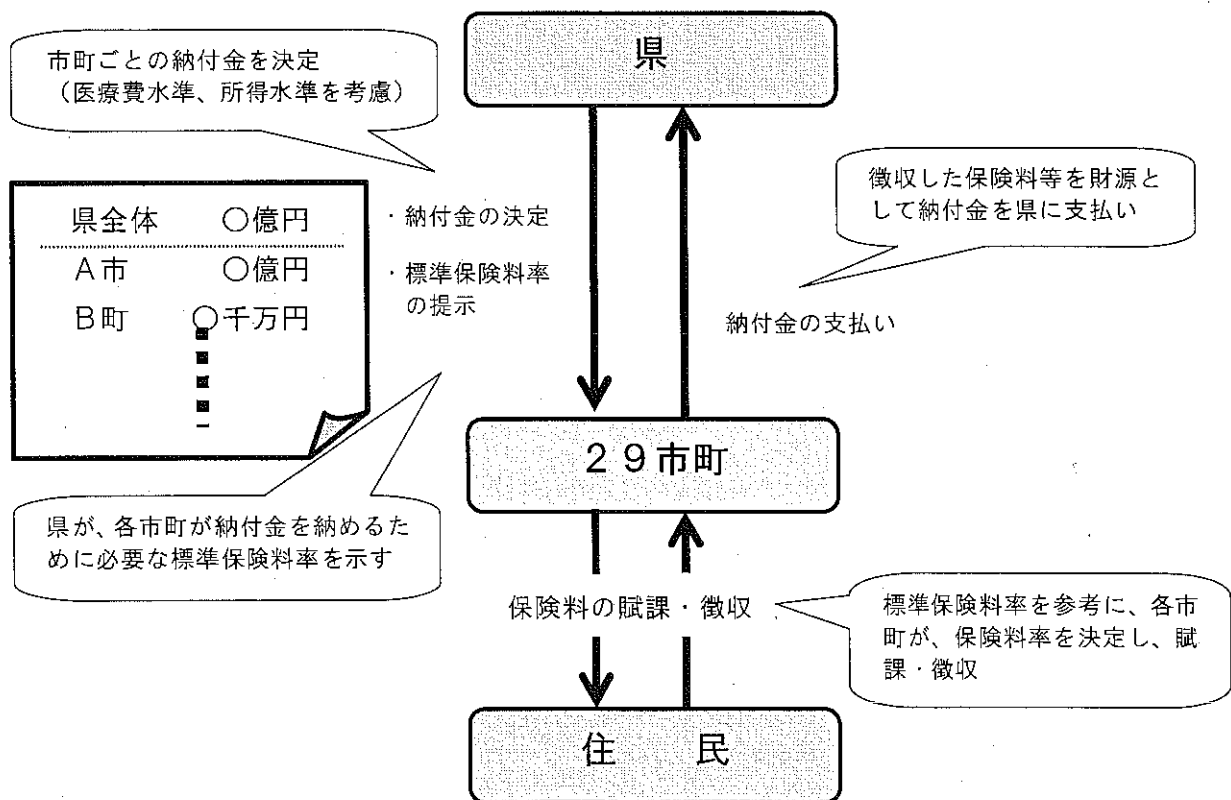 県
市町ごとの納付金を決定
（医療費水準、所得水準を考慮）
県全体　○億円
A市　○億円
B町　○千万円
・納付金の決定
・標準保険料率
の提示
徴収した保険料等を財源と
して納付金を県に支払い
納付金の支払い
２９市町
県が、各市町が納付金を納めるた
めに必要な標準保険料率を示す
保険料の賦課・徴収
標準保険料率を参考に、各市
町が、保険料率を決定し、賦
課・徴収
住　民